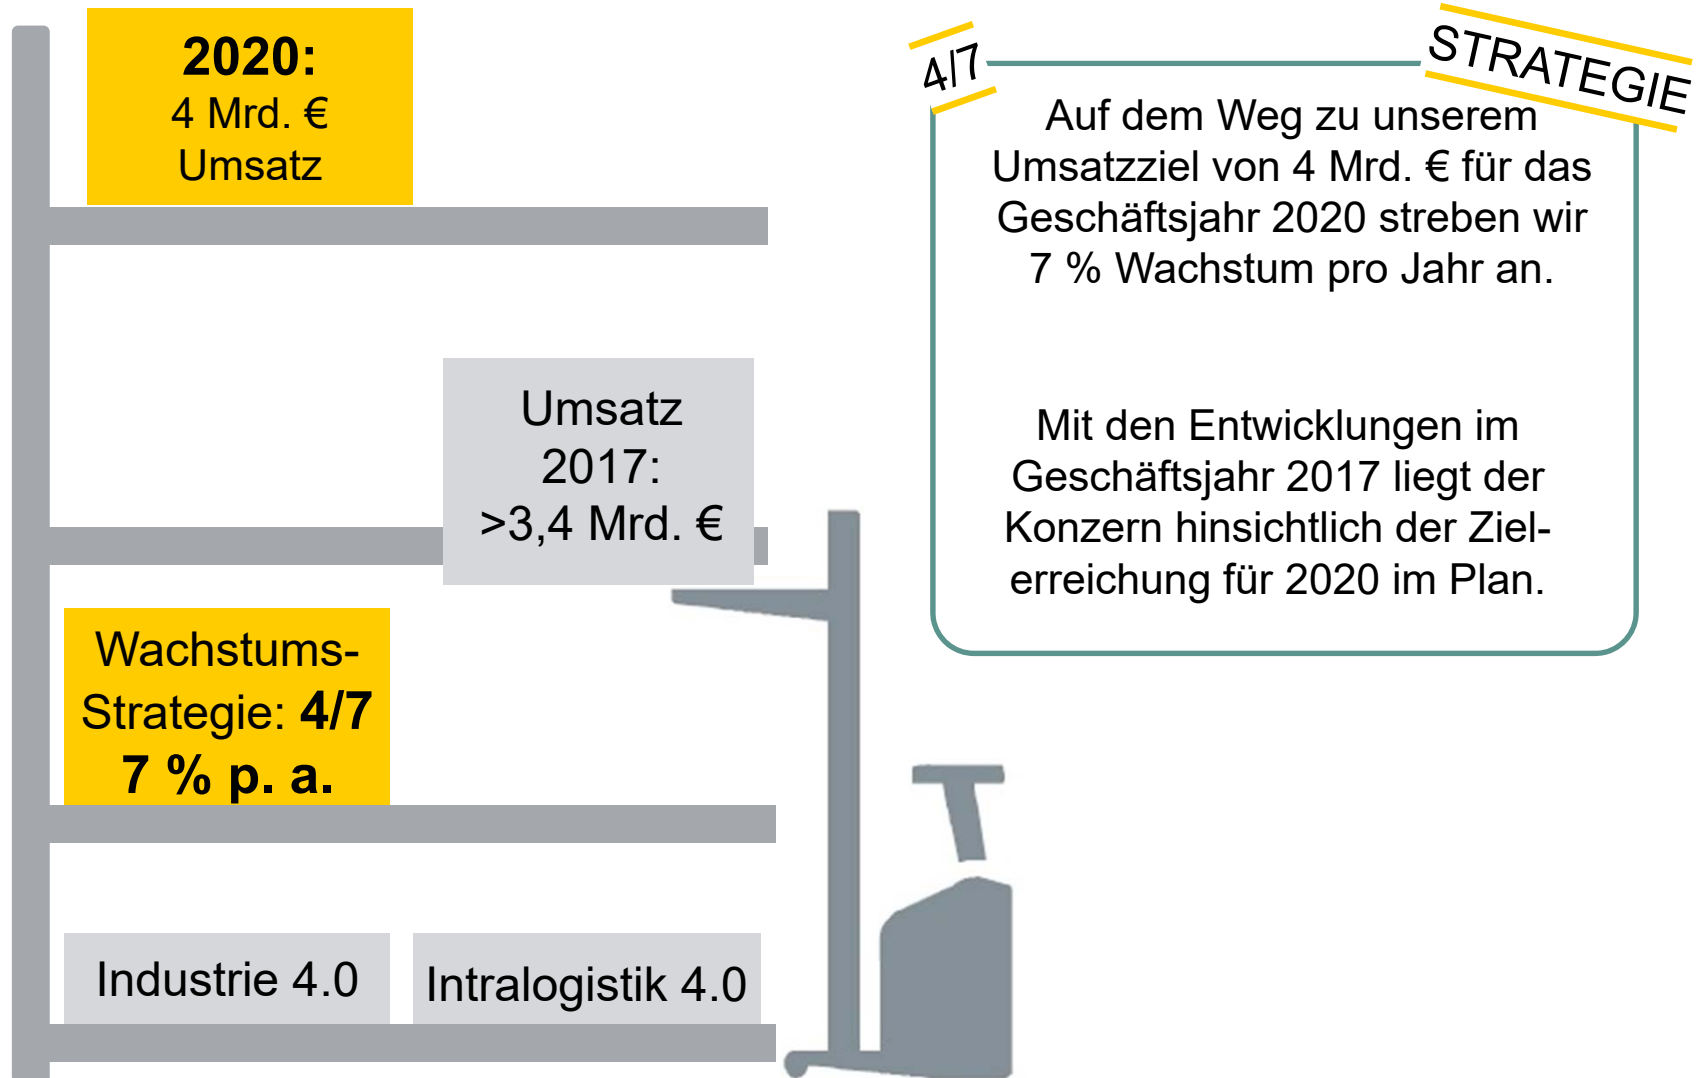 2020:
4 Mrd. €
Umsatz
Umsatz
2017:
>3,4 Mrd. €
Wachstums-
Strategie: 4/7
7 % p. a.
Industrie 4.0
Intralogistik 4.0
4/7
STRATEGIE
Auf dem Weg zu unserem
Umsatzziel von 4 Mrd. € für das
Geschäftsjahr 2020 streben wir
7 % Wachstum pro Jahr an.
Mit den Entwicklungen im
Geschäftsjahr 2017 liegt der
Konzern hinsichtlich der Ziel-
erreichung für 2020 im Plan.